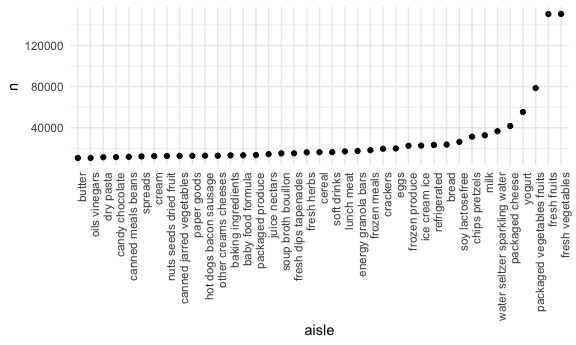 120000
80000
40000
n
butter
oils vinegars
dry pasta
candy chocolate
canned meals beans
spreads
cream
nuts seeds dried fruit
canned jarred vegetables
paper goods
hot dogs bacon sausage
other creams cheeses
baking ingredients
baby food formula
packaged produce
juice nectars
soup broth bouillon
fresh dips tapenades
fresh herbs
cereal
soft drinks
lunch meat
energy granola bars
frozen meals
crackers
eggs
frozen produce
ice cream ice
refrigerated
bread
soy lactosefree
chips pretzels
milk
water seltzer sparkling water
packaged cheese
yogurt
packaged vegetables fruits
fresh fruits
fresh vegetables
aisle